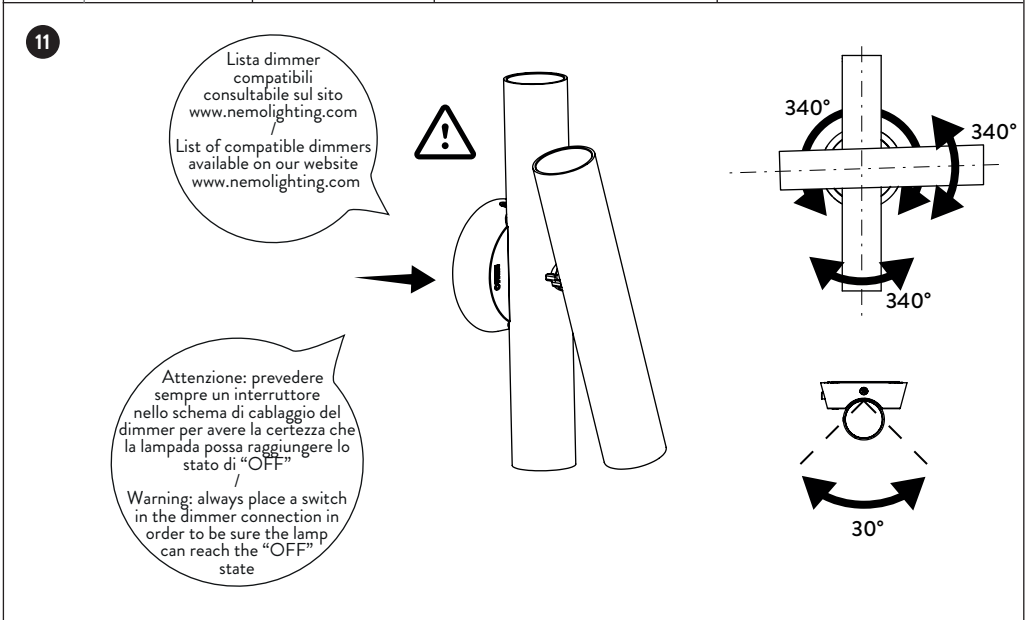 11
Lista dimmer
compatibili
consultabile sul sito
www.nemolighting.com
/
List of compatible dimmers
available on our website
www.nemolighting.com
340°
340°
340°
Attenzione: prevedere
sempre un interruttore
nello schema di cablaggio del
dimmer per avere la certezza che
la lampada possa raggiungere lo
stato di “OFF”
/
Warning: always place a switch
in the dimmer connection in
order to be sure the lamp
can reach the “OFF”
state
30°